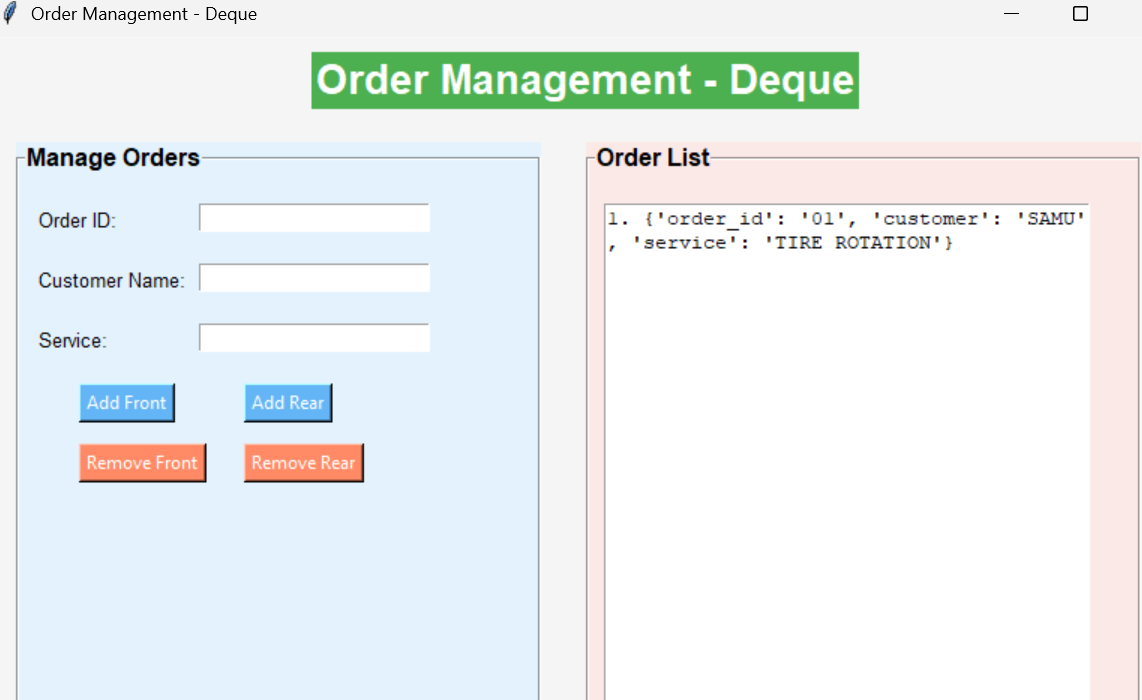 Order Management - Deque
Order Management - Deque
Manage Orders
Order ID:
Customer Name:
Service:
Add Front
Add Rear
Remove Front
Remove Rear
Order List
1. {'order_id': '01', 'customer': 'SAMU'
, 'service': 'TIRE ROTATION'}